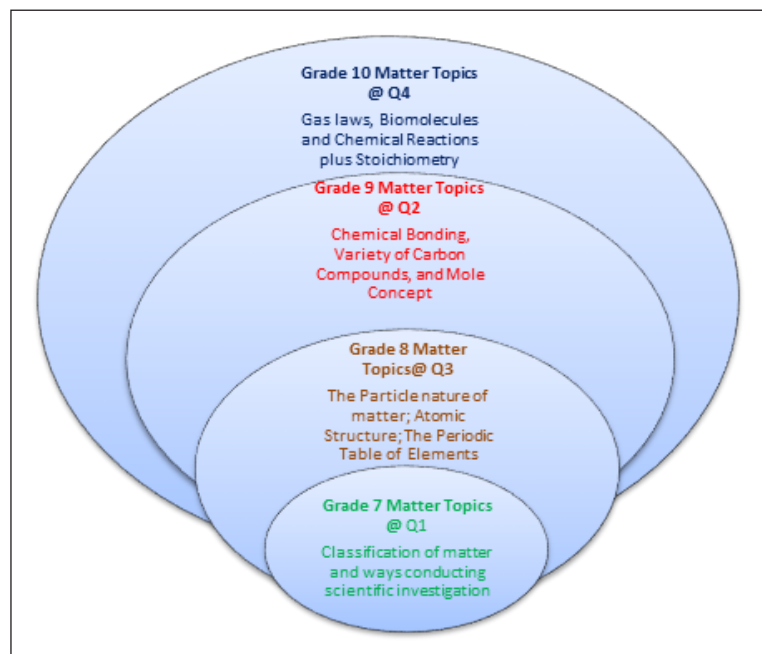 Grade 10 Matter Topics
@ Q4
Gas laws, Biomolecules
and Chemical Reactions
plus Stoichiometry
Grade 9 Matter Topics
@ Q2
Chemical Bonding,
Variety of Carbon
Compounds, and Mole
Concept
Grade 8 Matter
Topics@ Q3
The Particle nature of
matter; Atomic
Structure; The Periodic
Table of Elements
Grade 7 Matter Topics
@ Q1
Classification of matter
and ways conducting
scientific investigation